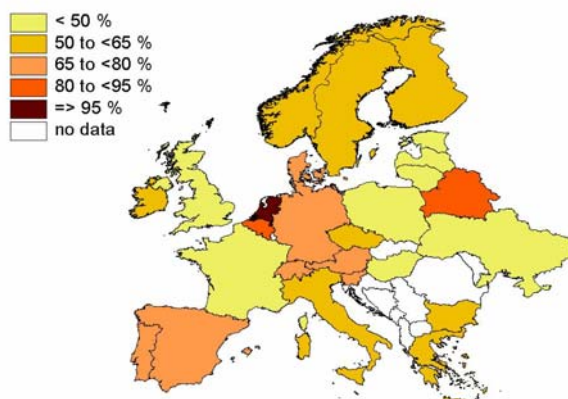 < 50 %
50 to <65 %
65 to <80 %
80 to <95 %
=> 95 %
no data